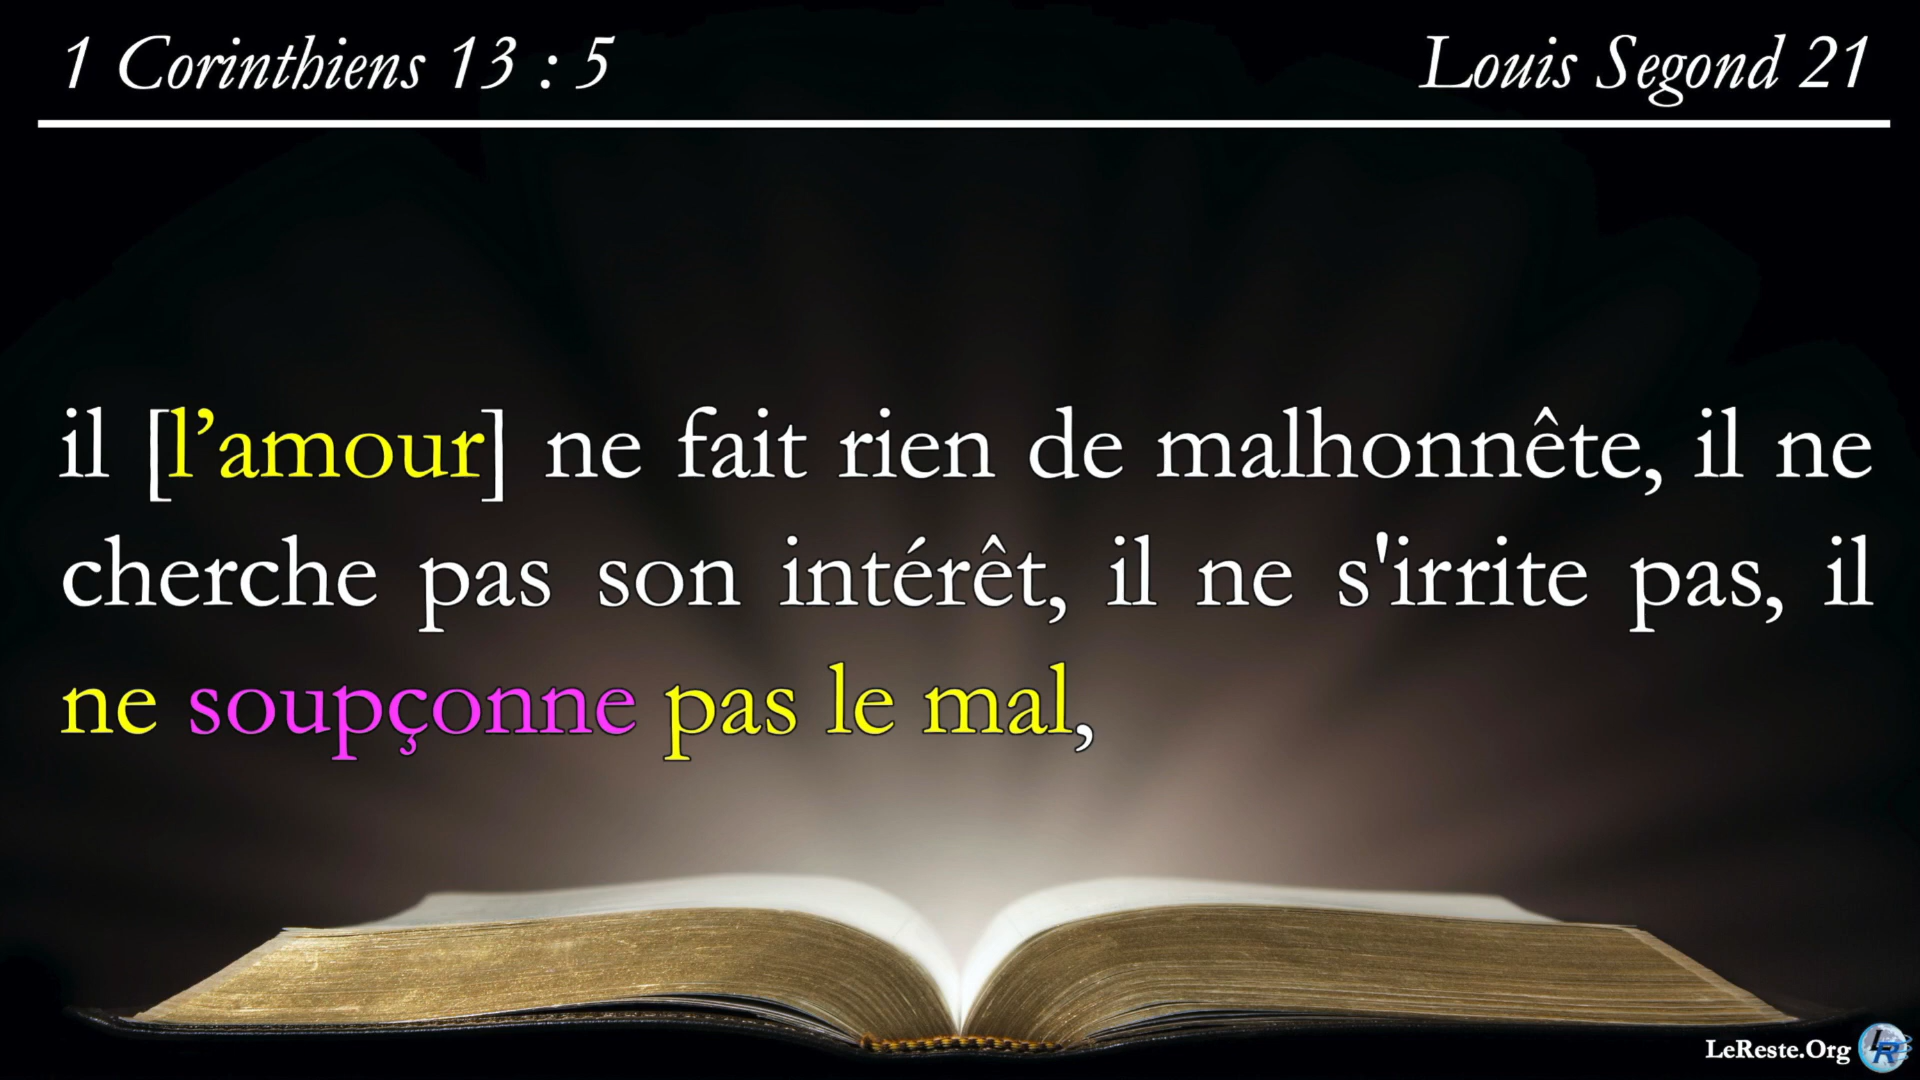 1 Corinthiens 13 : 5
Louis Segond 21
il [l’amour] ne fait rien de malhonnête, il ne
cherche pas son intérêt, il ne s'irrite pas, il
ne soupçonne pas le mal,
LeReste.Org
LR